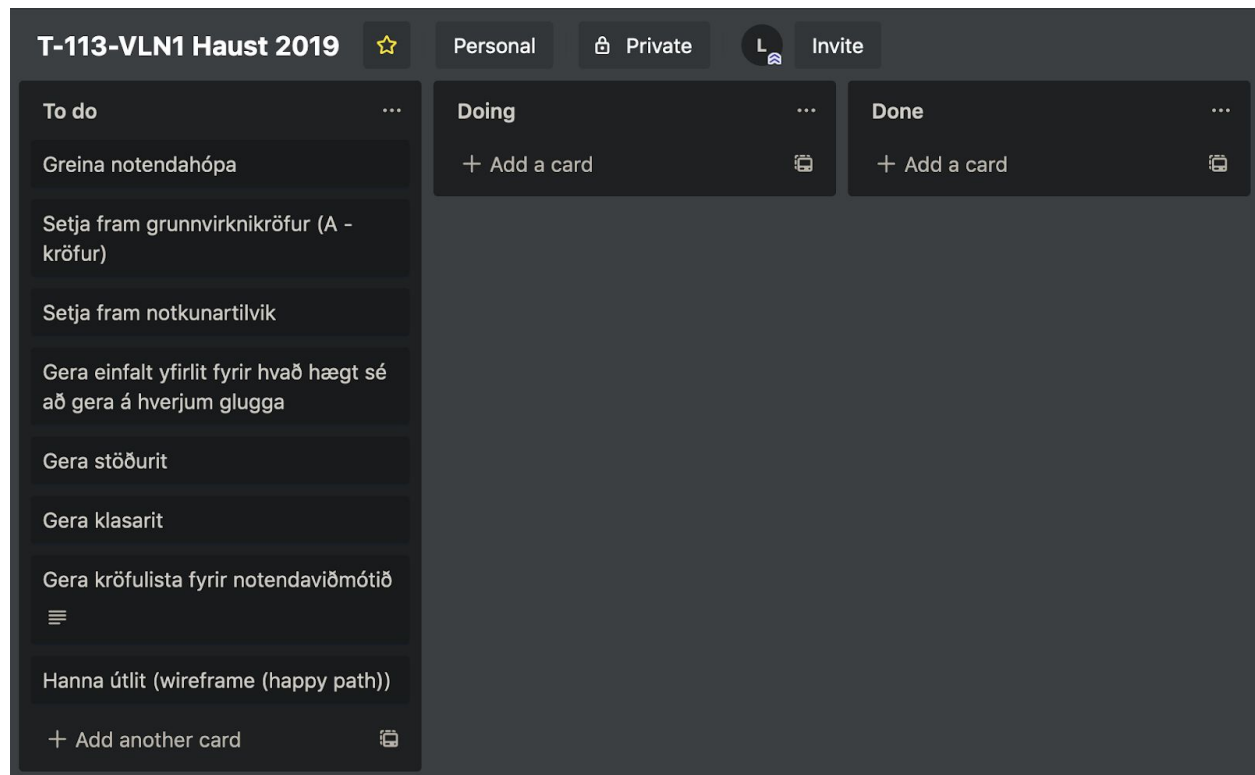 T-113-VLN1 Haust 2019
Personal
Private
L
Invite
To do
Greina notendahópa
Setja fram grunnvirknikröfur (A -
kröfur)
Setja fram notkunartilvik
Gera einfalt yfirlit fyrir hvað hægt sé
að gera á hverjum glugga
Gera stöðurit
Gera klasarit
Gera kröfulista fyrir notendaviðmótið
Hanna útlit (wireframe (happy path))
+ Add another card
Doing
+ Add a card
Done
+ Add a card